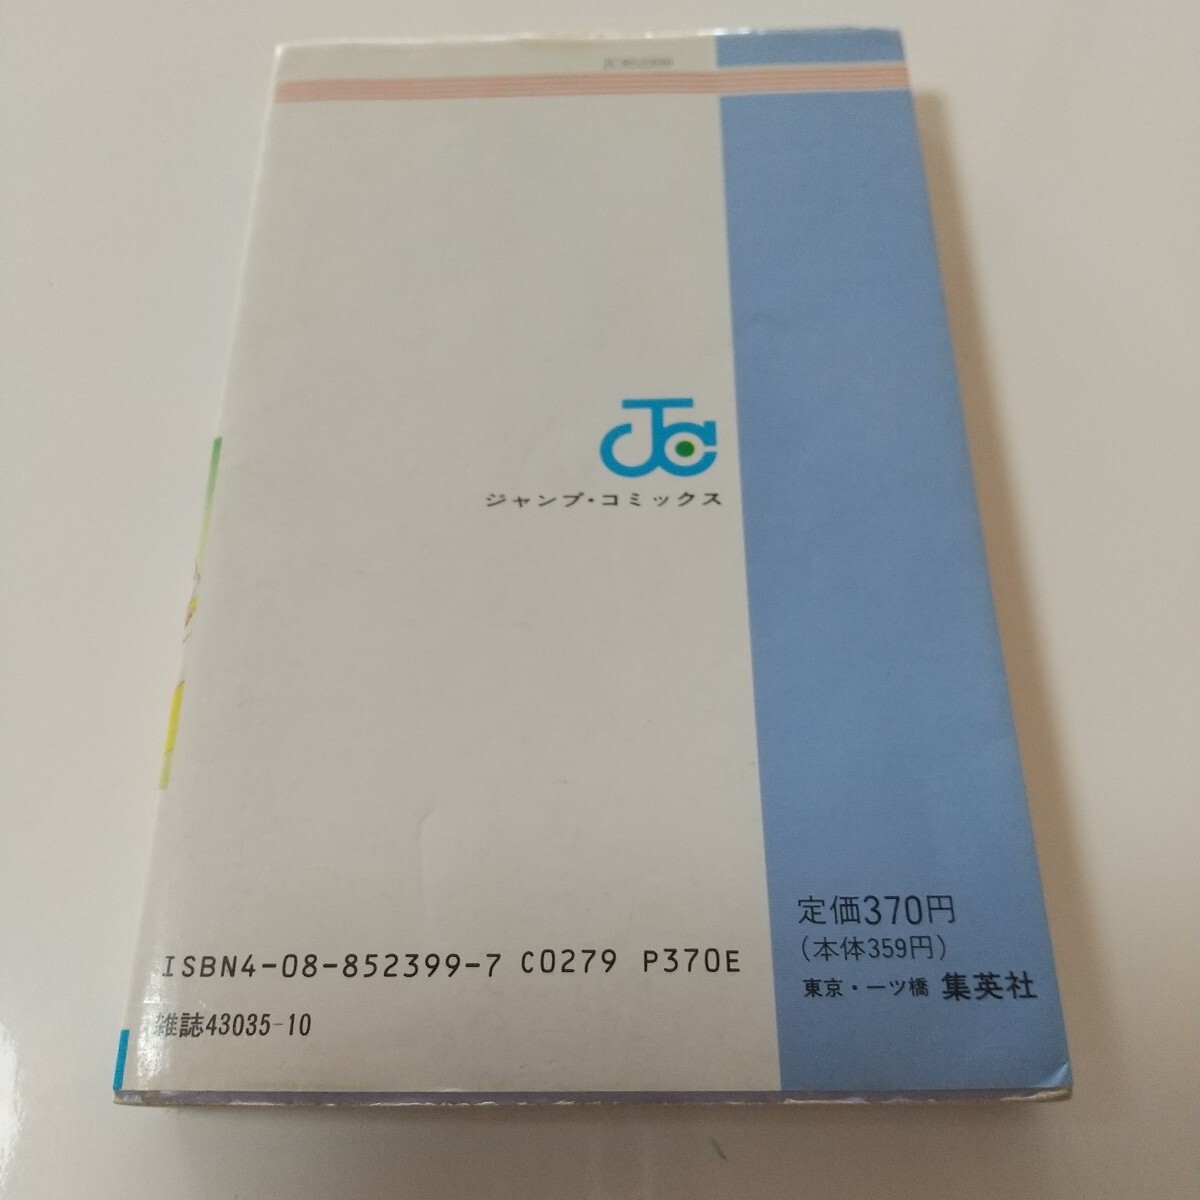 JC
ジャンプ・コミックス
定価370円
(本体359円)
東京・一ツ橋 集英社
ISBN4-08-852399-7 C0279 P370E
雑誌43035-10